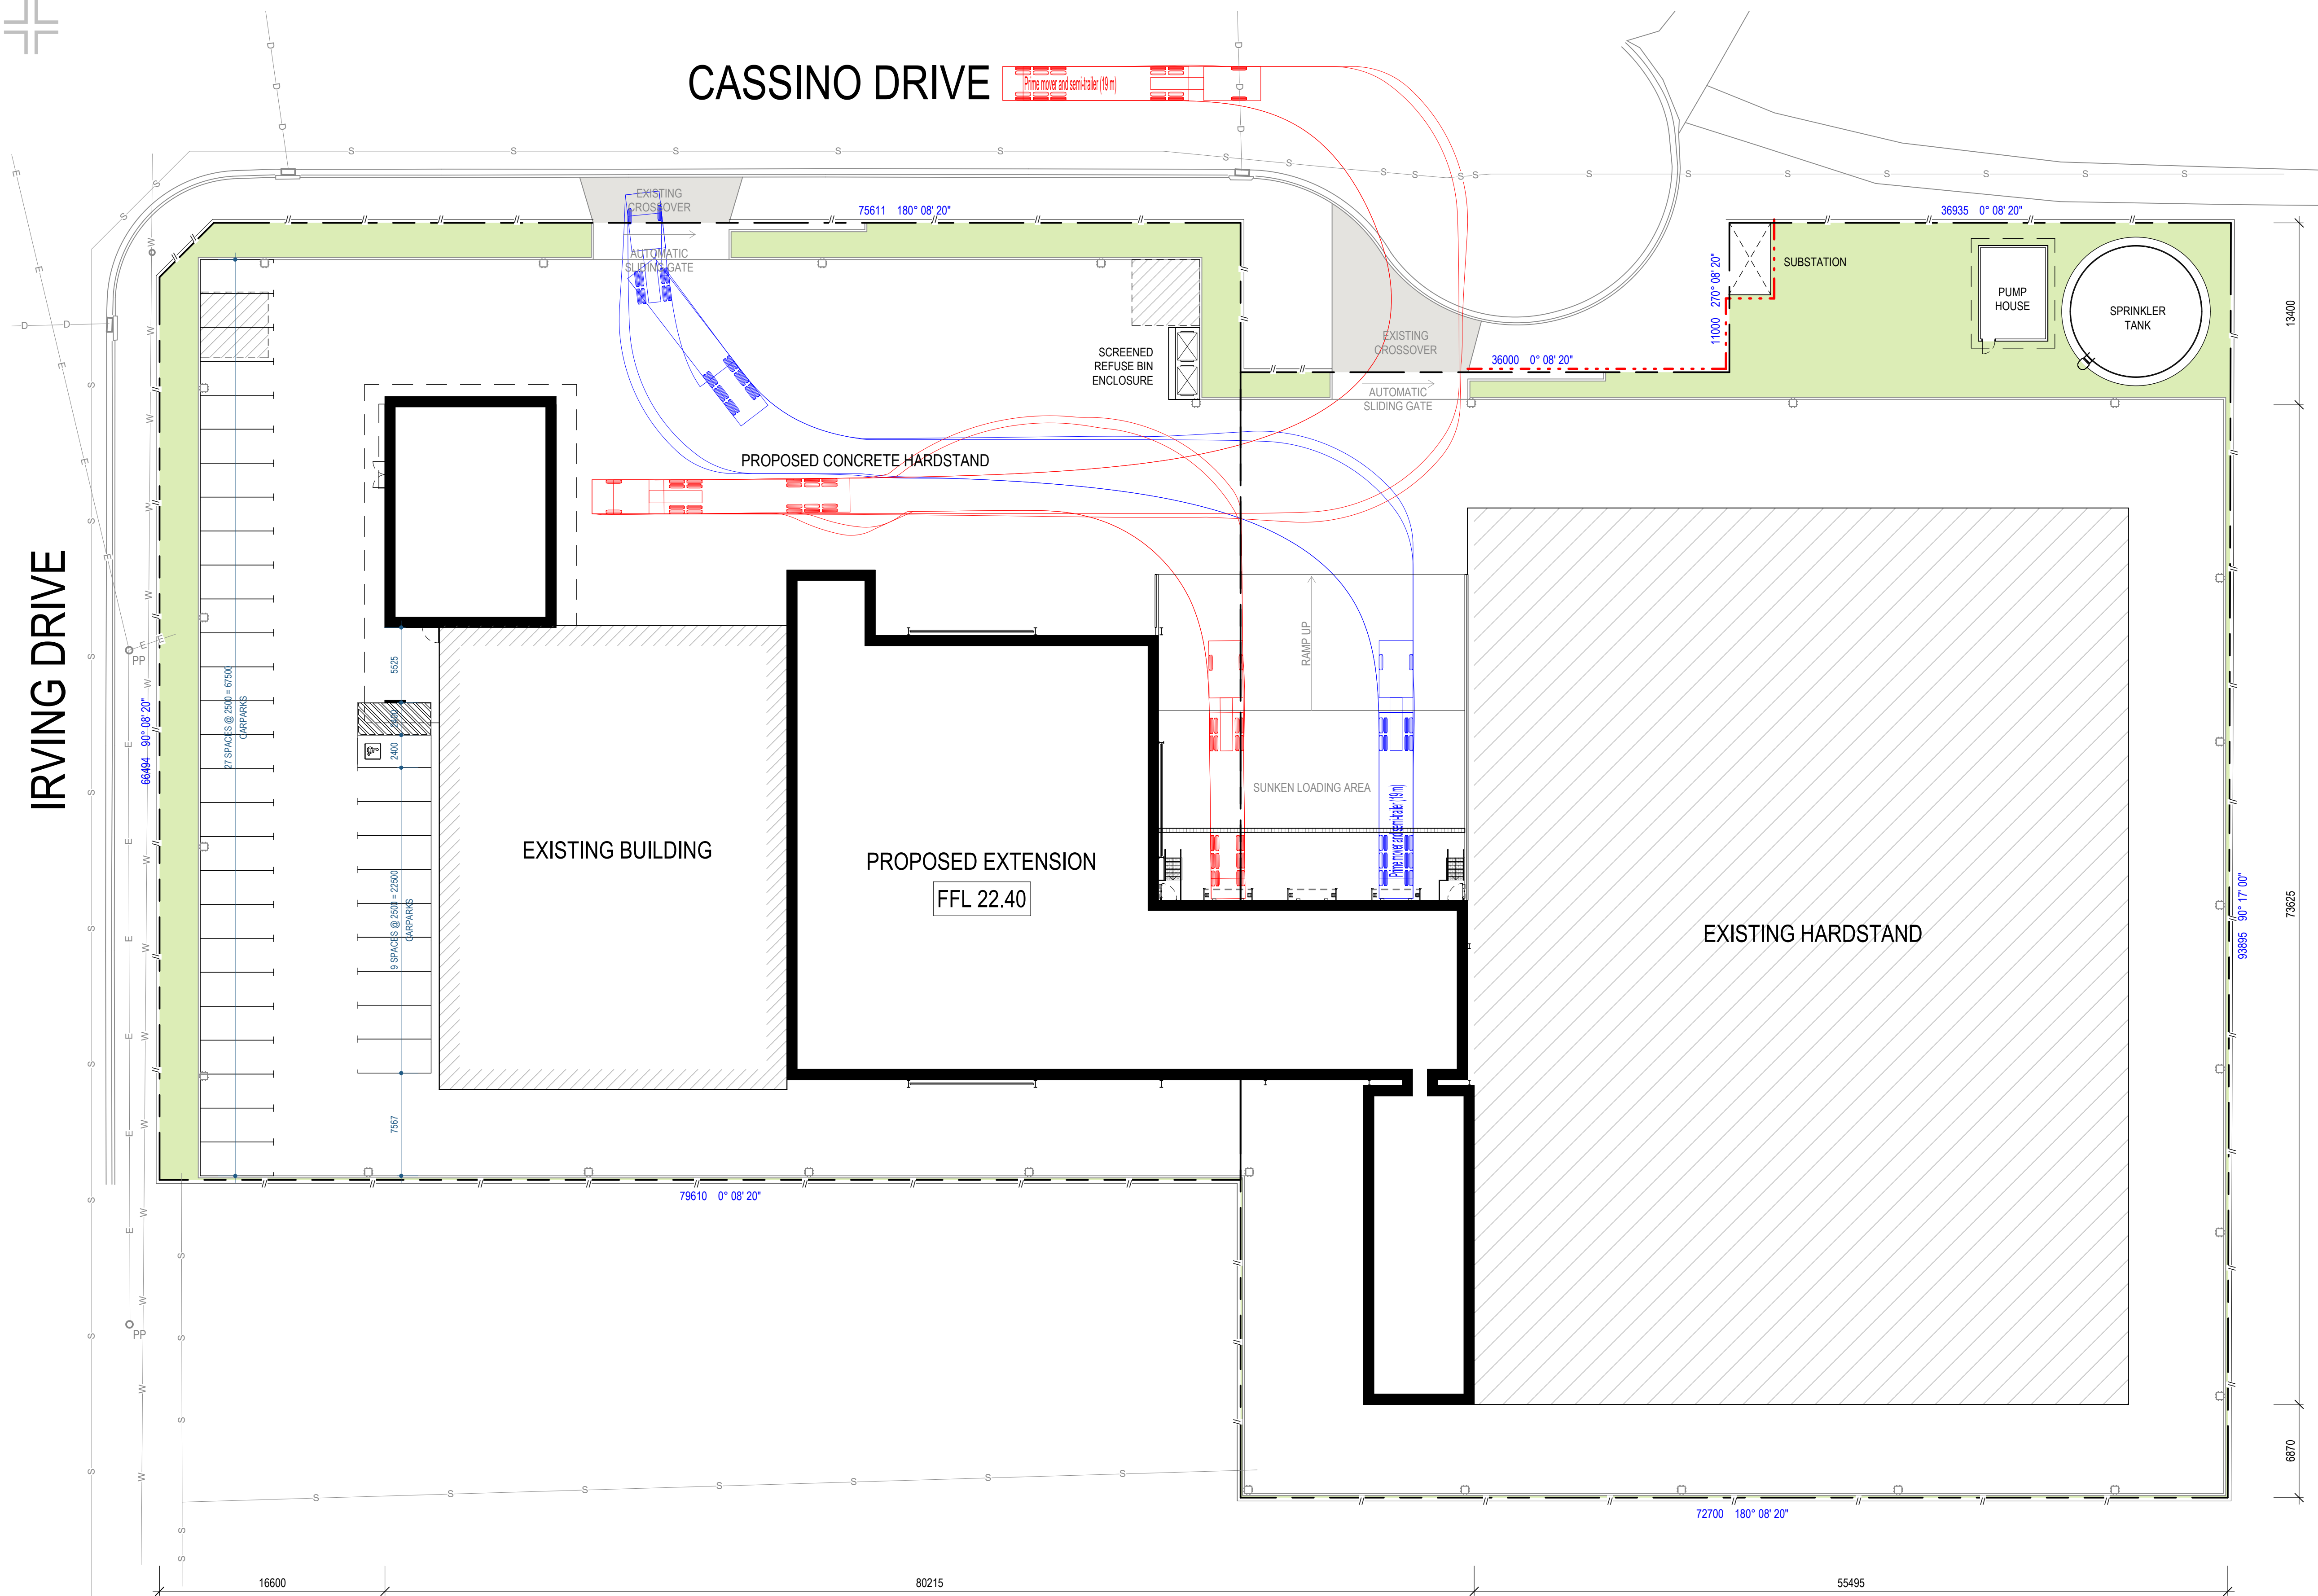 CASSINO DRIVE
Prime mover and semi-trailer (19 m)
EXISTING
CROSSOVER
75611 180° 08' 20"
36935 0° 08' 20"
AUTOMATIC
SLIDING GATE
SUBSTATION
11000 270° 08' 20"
PUMP
HOUSE
SPRINKLER
TANK
13400
SCREENED
REFUSE BIN
ENCLOSURE
EXISTING
CROSSOVER
36000 0° 08' 20"
AUTOMATIC
SLIDING GATE
PROPOSED CONCRETE HARDSTAND
IRVING DRIVE
PP
66494 90° 08' 20"
27 SPACES @ 2500 = 67500
CARPARKS
5525
2400
9 SPACES @ 2500 = 22500
CARPARKS
7567
RAMP UP
SUNKEN LOADING AREA
Prime mover and semi-trailer (19 m)
EXISTING BUILDING
PROPOSED EXTENSION
FFL 22.40
EXISTING HARDSTAND
93895 90° 17' 00"
73625
79610 0° 08' 20"
PP
6870
72700 180° 08' 20"
16600
80215
55495